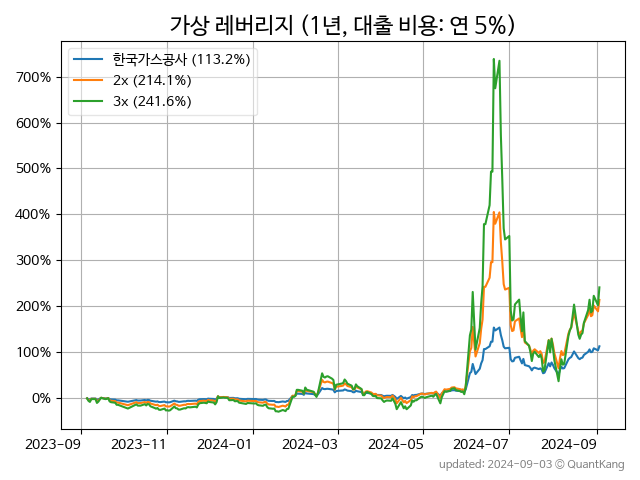 가상 레버리지 (1년, 대출 비용: 연 5%)
한국가스공사 (113.2%)
2x (214.1%)
3x (241.6%)
700%
600%
500%
400%
300%
200%
100%
0%
2023-09 2023-11 2024-01 2024-03 2024-05 2024-07 2024-09
updated: 2024-09-03 © QuantKang